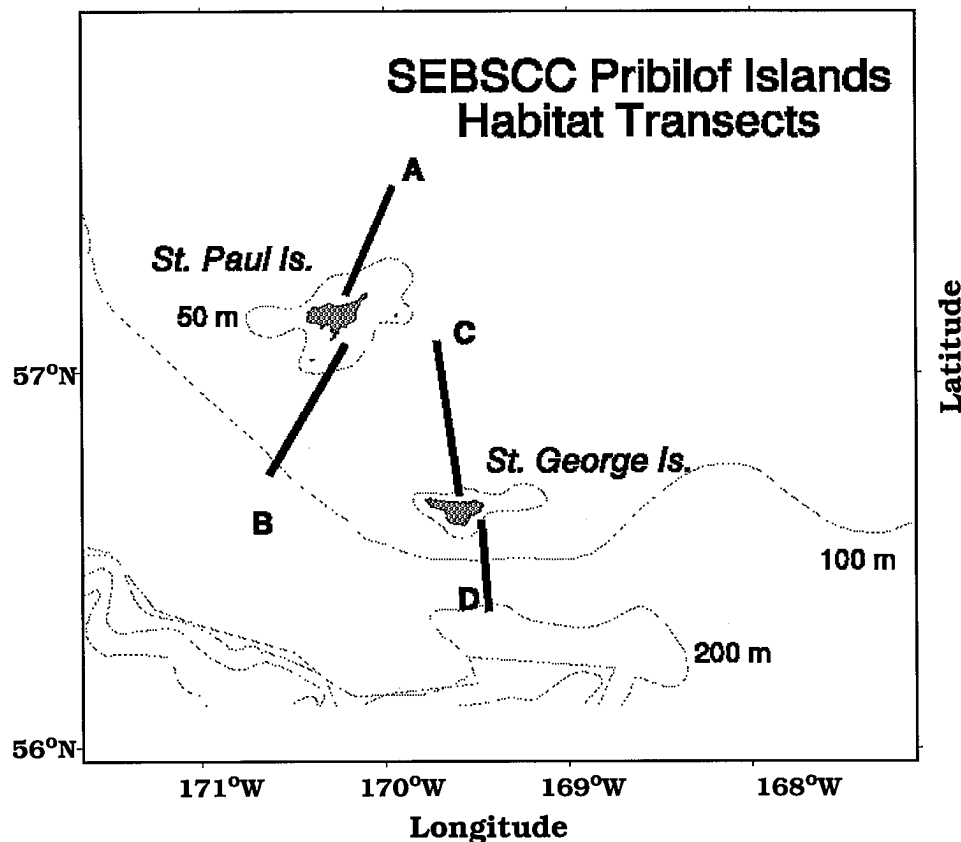 SEBSCC Pribilof Islands
Habitat Transects
A
St. Paul Is.
50 m
C
57°N
St. George Is.
B
100 m
D
200 m
56°N
171°W
170°W
169°W
168°W
Longitude
Latitude